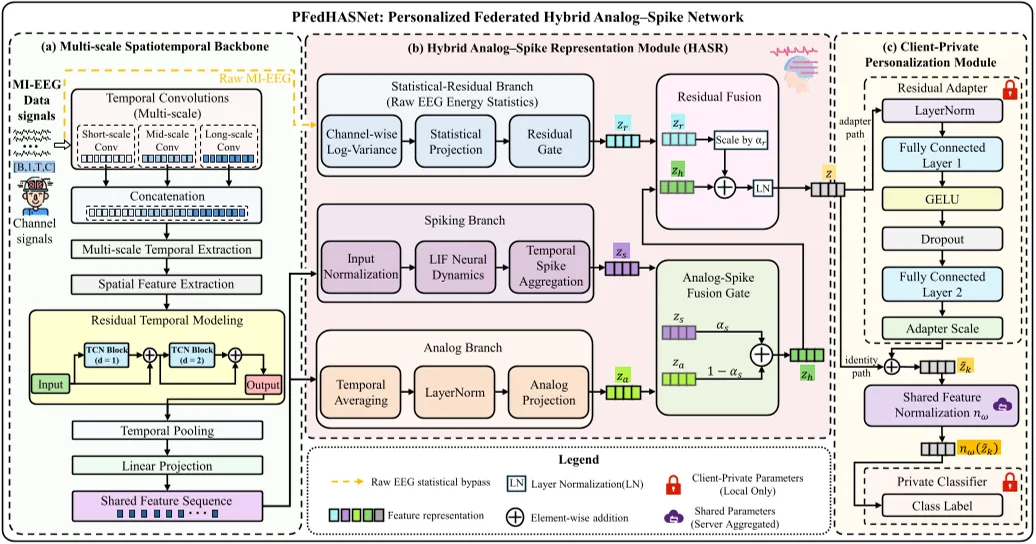 PFedHASNet: Personalized Federated Hybrid Analog–Spike Network
(a) Multi-scale Spatiotemporal Backbone
MI-EEG
Data
signals
[B,1,T,C]
Channel
signals
Raw MI-EEG
Temporal Convolutions
(Multi-scale)
Short-scale
Conv
Mid-scale
Conv
Long-scale
Conv
Concatenation
Multi-scale Temporal Extraction
Spatial Feature Extraction
Residual Temporal Modeling
TCN Block
(d = 1)
TCN Block
(d = 2)
Input
Output
Temporal Pooling
Linear Projection
Shared Feature Sequence
(b) Hybrid Analog–Spike Representation Module (HASR)
Statistical-Residual Branch
(Raw EEG Energy Statistics)
Channel-wise
Log-Variance
Statistical
Projection
Residual
Gate
z_r
Spiking Branch
Input
Normalization
LIF Neural
Dynamics
Temporal
Spike
Aggregation
z_s
Analog Branch
Temporal
Averaging
LayerNorm
Analog
Projection
z_a
Residual Fusion
z_r
Scale by α_r
z_h
LN
Analog-Spike
Fusion Gate
z_s
α_s
z_a
1 − α_s
z_h
z
Legend
Raw EEG statistical bypass
LN
Layer Normalization(LN)
Client-Private Parameters
(Local Only)
Feature representation
Element-wise addition
Shared Parameters
(Server Aggregated)
(c) Client-Private
Personalization Module
Residual Adapter
adapter
path
LayerNorm
Fully Connected
Layer 1
GELU
Dropout
Fully Connected
Layer 2
Adapter Scale
identity
path
z̃_k
Shared Feature
Normalization n_ω
n_ω(z̃_k)
Private Classifier
Class Label